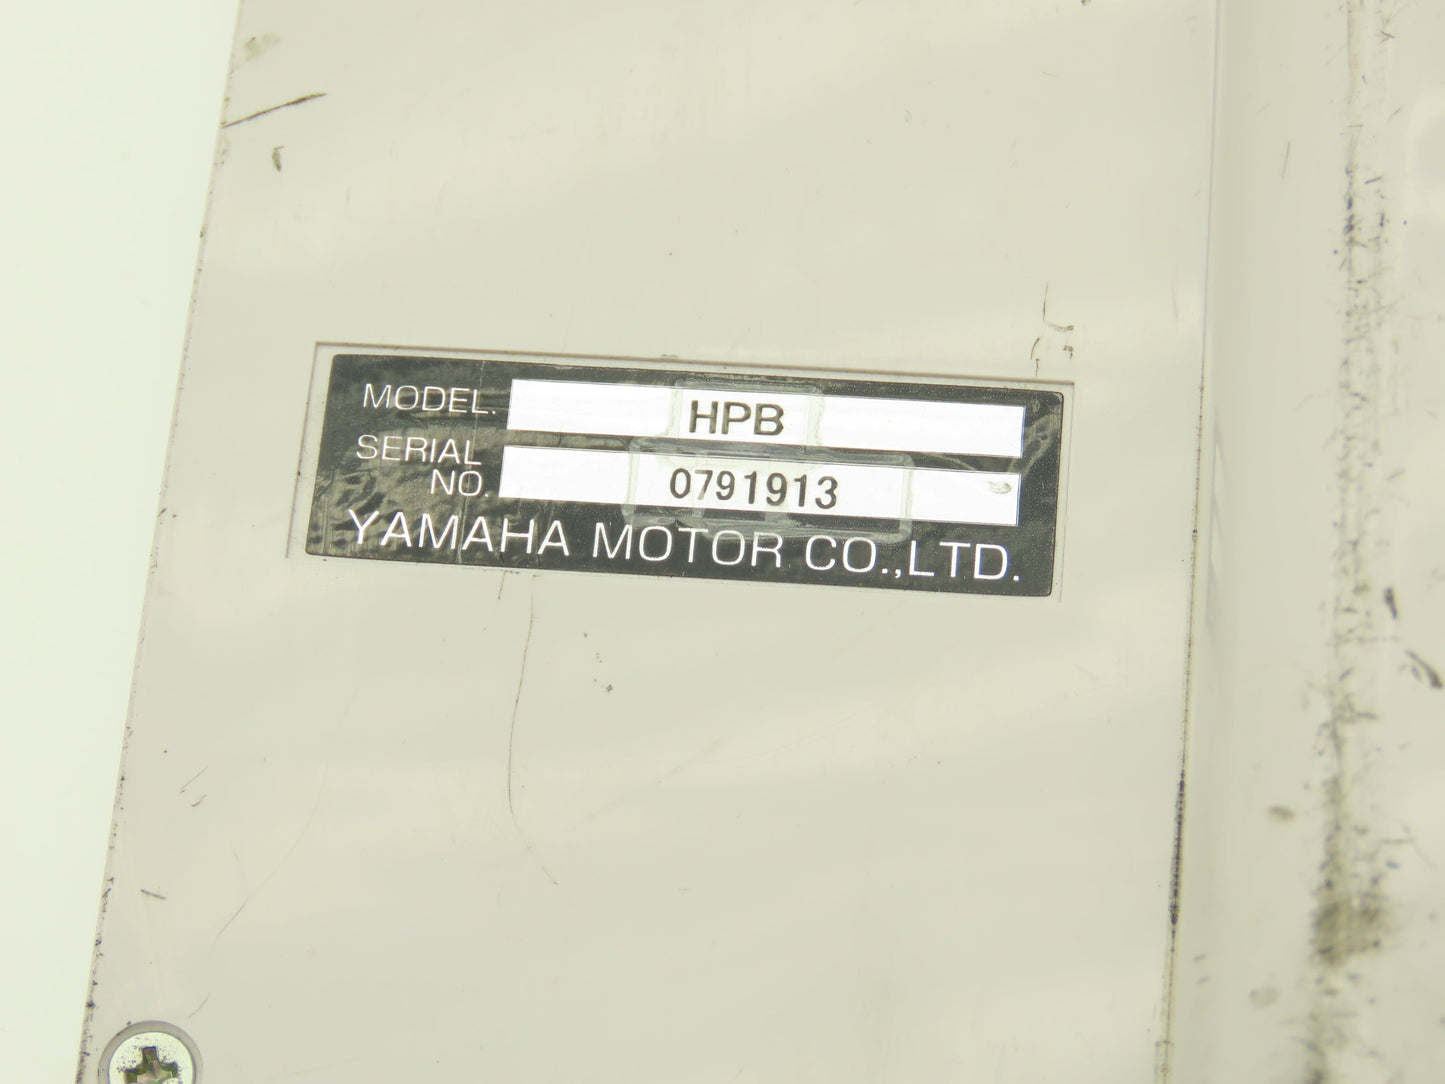 MODEL. HPB
SERIAL
NO. 0791913
YAMAHA MOTOR CO.,LTD.